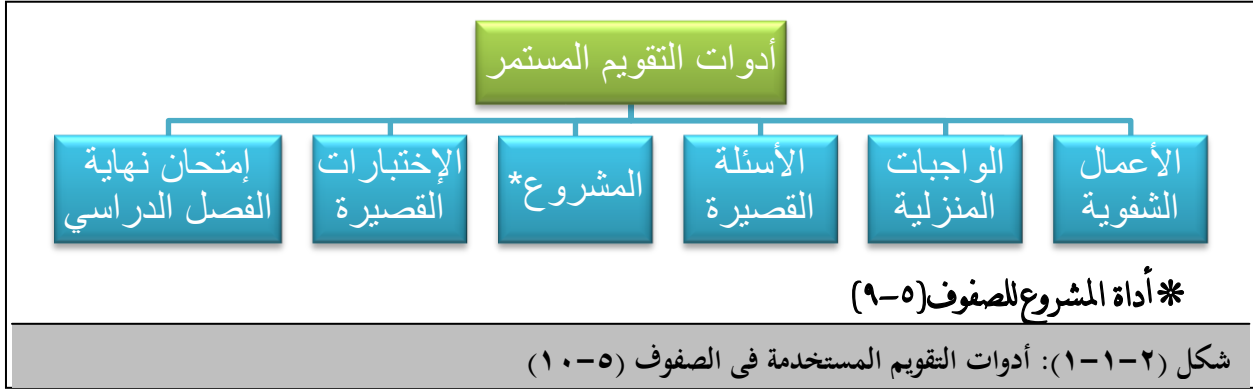 أدوات التقويم المستمر
الأعمال
الشفوية
الواجبات
المنزلية
الأسئلة
القصيرة
المشروع*
الإختبارات
القصيرة
إمتحان نهاية
الفصل الدراسي
* أداة المشروع للصفوف (٥-٩)
شكل (٢-١-١): أدوات التقويم المستخدمة في الصفوف (٥-١٠)